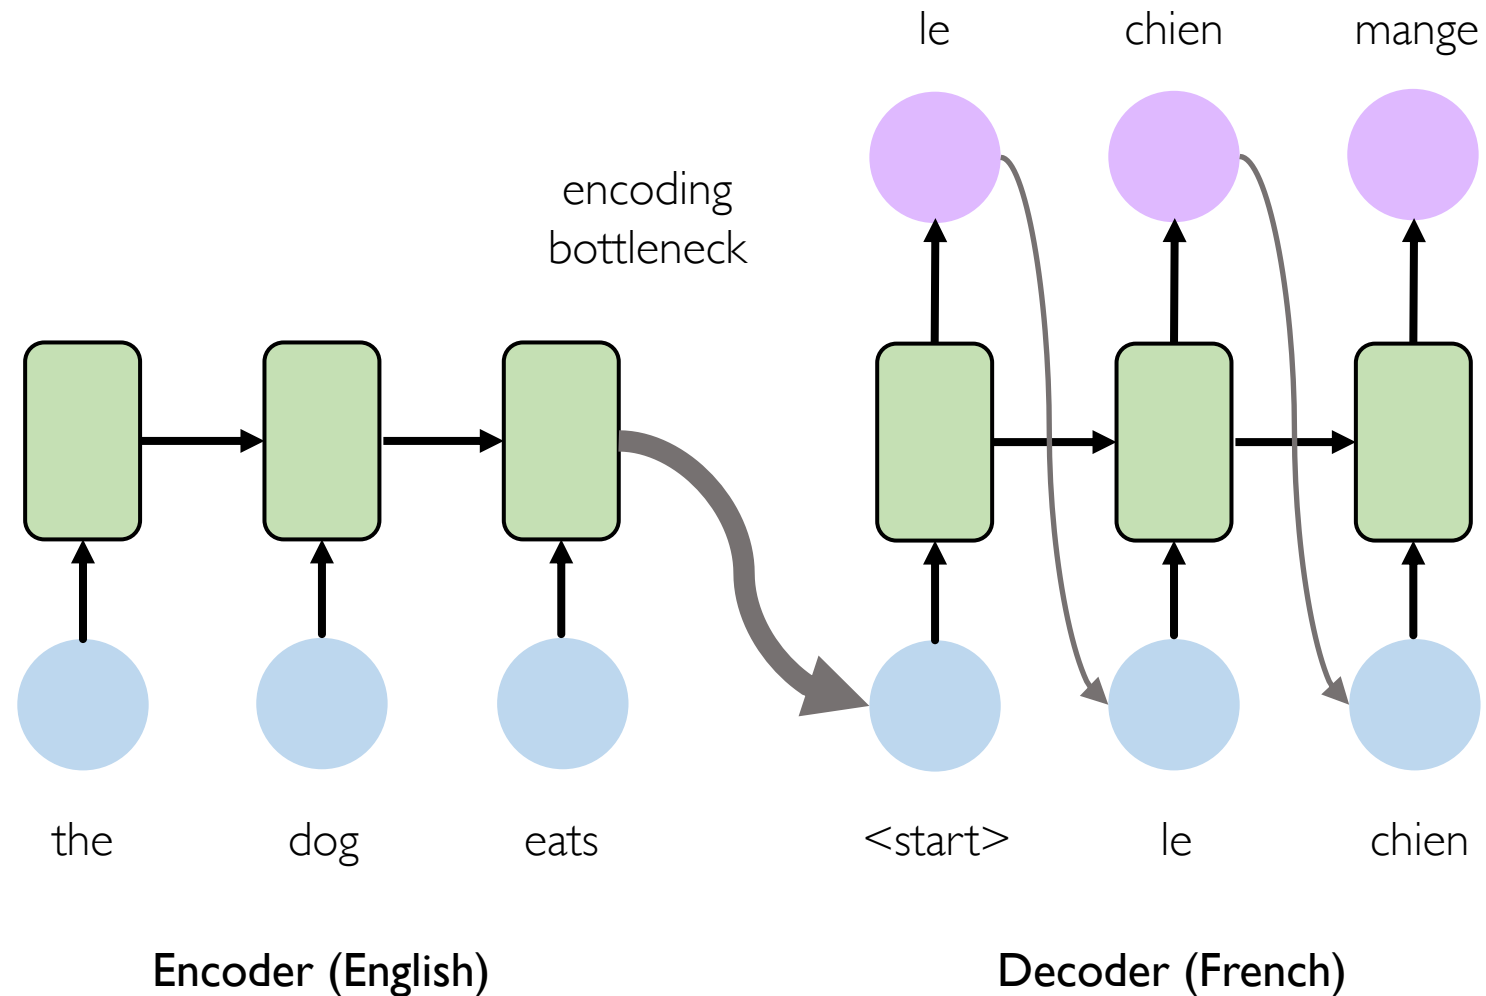 le chien mange
encoding
bottleneck
the dog eats <start> le chien
Encoder (English) Decoder (French)